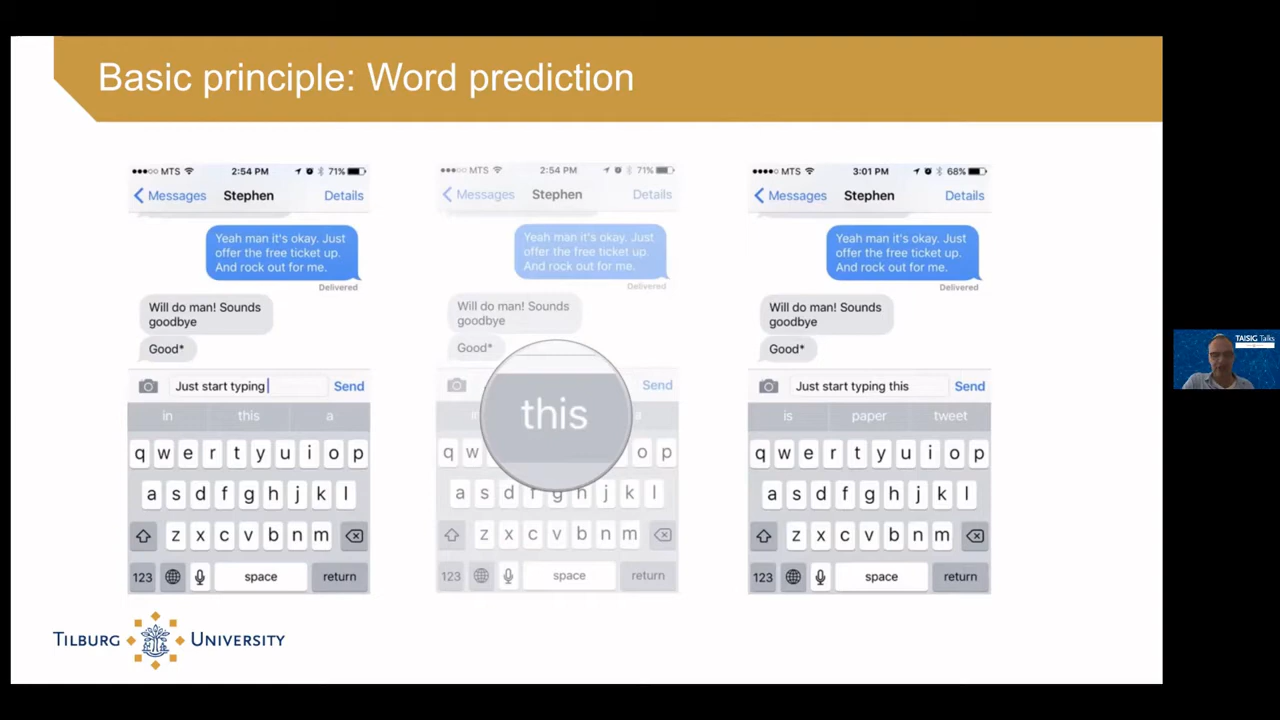 Basic principle: Word prediction
MTS 2:54 PM 71%
Messages Stephen Details
Yeah man it's okay. Just
offer the free ticket up.
And rock out for me.
Delivered
Will do man! Sounds
goodbye
Good*
Just start typing Send
in this a
q w e r t y u i o p
a s d f g h j k l
z x c v b n m
123 space return
MTS 2:54 PM 71%
Messages Stephen Details
Yeah man it's okay. Just
offer the free ticket up.
And rock out for me.
Delivered
Will do man! Sounds
goodbye
Good*
Send
this
q w o p
a s d f g h j k l
z x c v b n m
123 space return
MTS 3:01 PM 68%
Messages Stephen Details
Yeah man it's okay. Just
offer the free ticket up.
And rock out for me.
Delivered
Will do man! Sounds
goodbye
Good*
Just start typing this Send
is paper tweet
q w e r t y u i o p
a s d f g h j k l
z x c v b n m
123 space return
TILBURG UNIVERSITY
TAISIG Talks